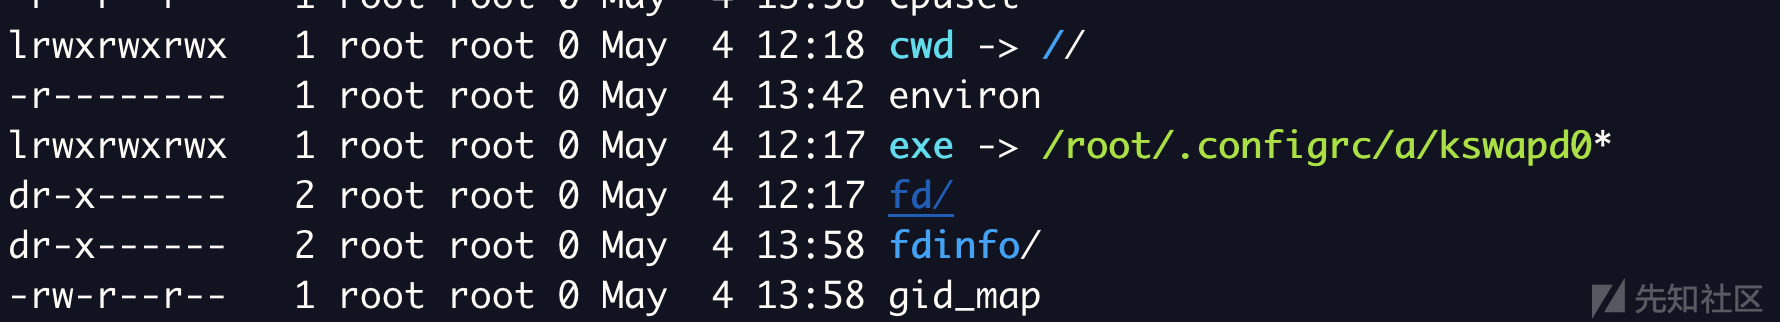 -r--r--r-- 1 root root 0 May 4 13:58 cpuset
lrwxrwxrwx 1 root root 0 May 4 12:18 cwd -> //
-r-------- 1 root root 0 May 4 13:42 environ
lrwxrwxrwx 1 root root 0 May 4 12:17 exe -> /root/.configrc/a/kswapd0*
dr-x------ 2 root root 0 May 4 12:17 fd/
dr-x------ 2 root root 0 May 4 13:58 fdinfo/
-rw-r--r-- 1 root root 0 May 4 13:58 gid_map
先知社区